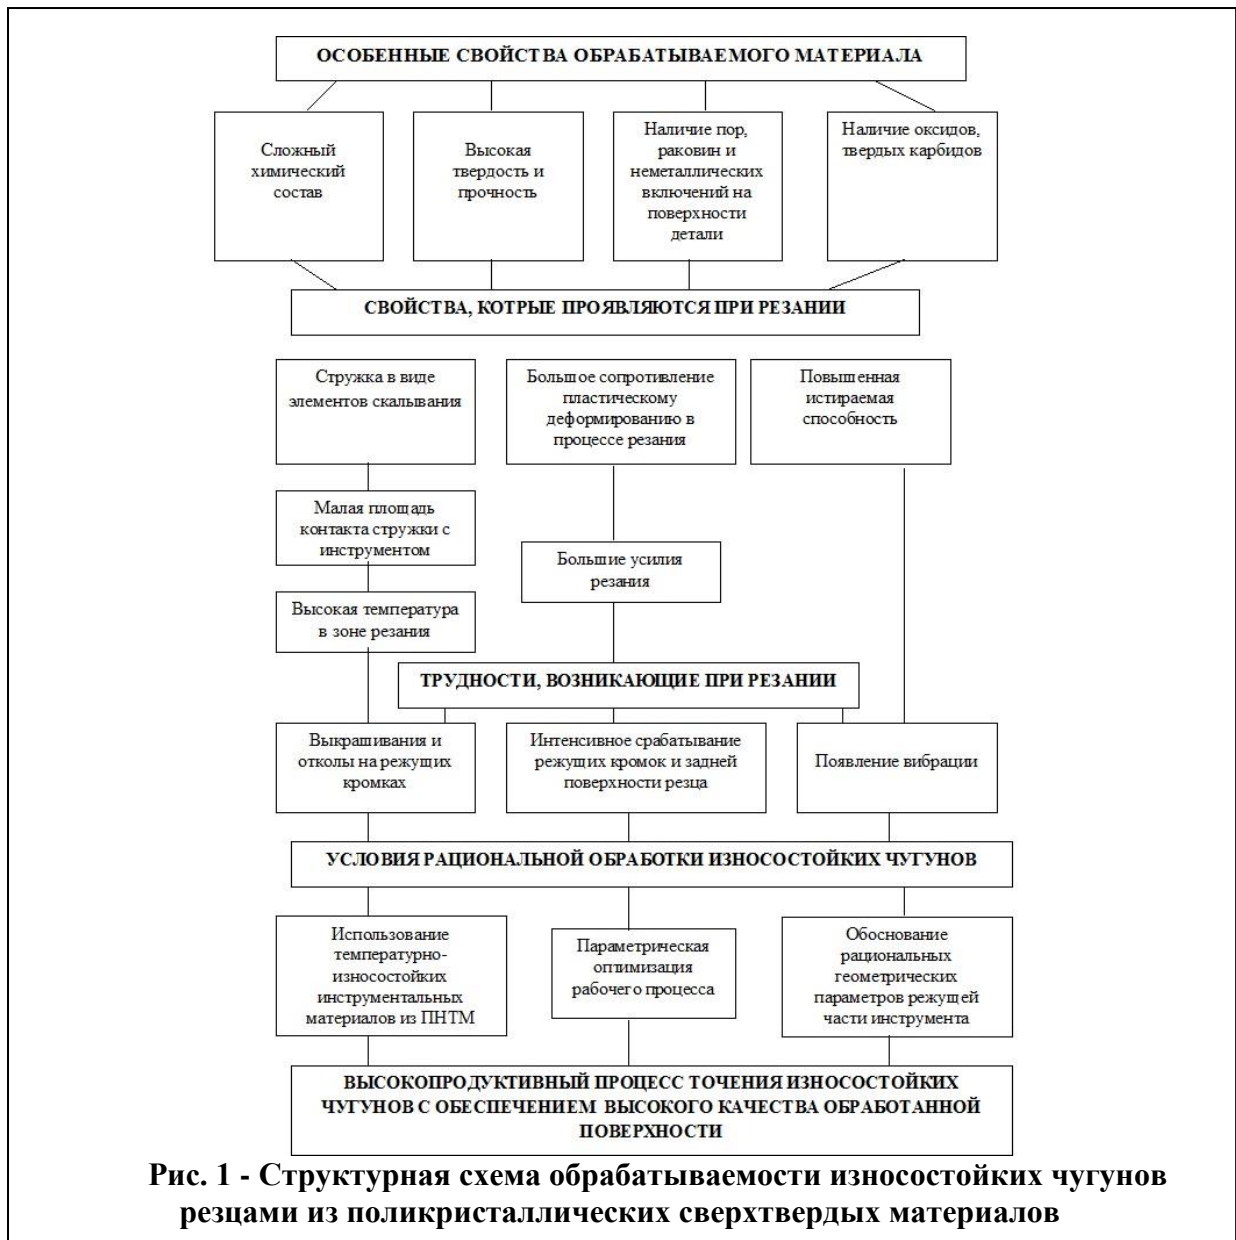 ОСОБЕННЫЕ СВОЙСТВА ОБРАБАТЫВАЕМОГО МАТЕРИАЛА
Сложный
химический
состав
Высокая
твердость и
прочность
Наличие пор,
раковин и
неметаллических
включений на
поверхности
детали
Наличие оксидов,
твердых карбидов
СВОЙСТВА, КОТРЫЕ ПРОЯВЛЯЮТСЯ ПРИ РЕЗАНИИ
Стружка в виде
элементов скалывания
Большое сопротивление
пластическому
деформированию в
процессе резания
Повышенная
истираемая
способность
Малая площадь
контакта стружки с
инструментом
Большие усилия
резания
Высокая температура
в зоне резания
ТРУДНОСТИ, ВОЗНИКАЮЩИЕ ПРИ РЕЗАНИИ
Выкрашивания и
отколы на режущих
кромках
Интенсивное срабатывание
режущих кромок и задней
поверхности резца
Появление вибрации
УСЛОВИЯ РАЦИОНАЛЬНОЙ ОБРАБОТКИ ИЗНОСОСТОЙКИХ ЧУГУНОВ
Использование
температурно-
износостойких
инструментальных
материалов из ПНТМ
Параметрическая
оптимизация
рабочего процесса
Обоснование
рациональных
геометрических
параметров режущей
части инструмента
ВЫСОКОПРОДУКТИВНЫЙ ПРОЦЕСС ТОЧЕНИЯ ИЗНОСОСТОЙКИХ
ЧУГУНОВ С ОБЕСПЕЧЕНИЕМ ВЫСОКОГО КАЧЕСТВА ОБРАБОТАННОЙ
ПОВЕРХНОСТИ
Рис. 1 - Структурная схема обрабатываемости износостойких чугунов
резцами из поликристаллических сверхтвердых материалов